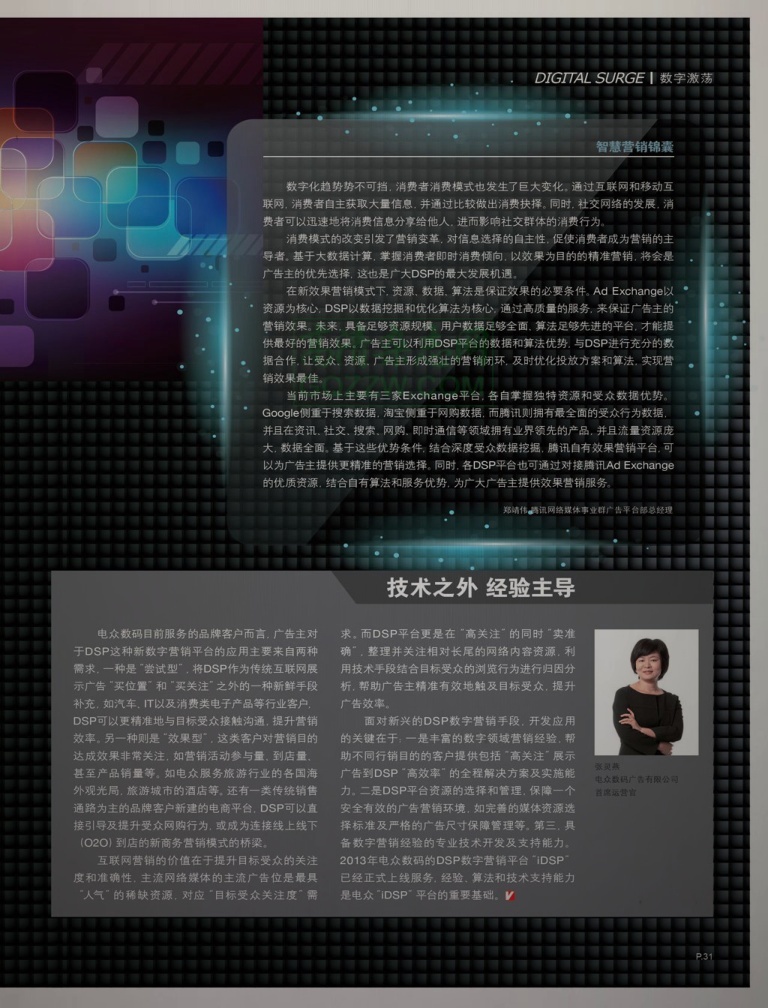 DIGITAL SURGE | 数字激荡
智慧营销锦囊
数字化趋势势不可挡，消费者消费模式也发生了巨大变化。通过互联网和移动互
联网，消费者自主获取大量信息，并通过比较做出消费抉择。同时，社交网络的发展，消
费者可以迅速地将消费信息分享给他人，进而影响社交群体的消费行为。
消费模式的改变引发了营销变革，对信息选择的自主性，促使消费者成为营销的主
导者。基于大数据计算，掌握消费者即时消费倾向，以效果为目的的精准营销，将会是
广告主的优先选择，这也是广大DSP的最大发展机遇。
在新效果营销模式下，资源、数据、算法是保证效果的必要条件。Ad Exchange以
资源为核心，DSP以数据挖掘和优化算法为核心。通过高质量的服务，来保证广告主的
营销效果。未来，具备足够资源规模，用户数据足够全面，算法足够先进的平台，才能提
供最好的营销效果。广告主可以利用DSP平台的数据和算法优势，与DSP进行充分的数
据合作，让受众、资源、广告主形成强壮的营销闭环，及时优化投放方案和算法，实现营
销效果最佳。
当前市场上主要有三家Exchange平台，各自掌握独特资源和受众数据优势。
Google侧重于搜索数据，淘宝侧重于网购数据，而腾讯则拥有最全面的受众行为数据，
并且在资讯、社交、搜索、网购、即时通信等领域拥有业界领先的产品，并且流量资源庞
大，数据全面。基于这些优势条件，结合深度受众数据挖掘，腾讯自有效果营销平台，可
以为广告主提供更精准的营销选择。同时，各DSP平台也可通过对接腾讯Ad Exchange
的优质资源，结合自有算法和服务优势，为广大广告主提供效果营销服务。
郑靖伟 腾讯网络媒体事业群广告平台部总经理
技术之外 经验主导
电众数码目前服务的品牌客户而言，广告主对
于DSP这种新数字营销平台的应用主要来自两种
需求，一种是“尝试型”，将DSP作为传统互联网展
示广告“买位置”和“买关注”之外的一种新鲜手段
补充，如汽车、IT以及消费类电子产品等行业客户，
DSP可以更精准地与目标受众接触沟通，提升营销
效率。另一种则是“效果型”，这类客户对营销目的
达成效果非常关注，如营销活动参与量、到店量、
甚至产品销量等。如电众服务旅游行业的各国海
外观光局，旅游城市的酒店等。还有一类传统销售
通路为主的品牌客户新建的电商平台，DSP可以直
接引导及提升受众网购行为，或成为连接线上线下
（O2O）到店的新商务营销模式的桥梁。
互联网营销的价值在于提升目标受众的关注
度和准确性，主流网络媒体的主流广告位是最具
“人气”的稀缺资源，对应“目标受众关注度”需
求。而DSP平台更是在“高关注”的同时“卖准
确”，整理并关注相对长尾的网络内容资源，利
用技术手段结合目标受众的浏览行为进行归因分
析，帮助广告主精准有效地触及目标受众，提升
广告效率。
面对新兴的DSP数字营销手段，开发应用
的关键在于，一是丰富的数字领域营销经验，帮
助不同行销目的的客户提供包括“高关注”展示
广告到DSP“高效率”的全程解决方案及实施能
力。二是DSP平台资源的选择和管理，保障一个
安全有效的广告营销环境，如完善的媒体资源选
择标准及严格的广告尺寸保障管理等。第三，具
备数字营销经验的专业技术开发及支持能力。
2013年电众数码的DSP数字营销平台“iDSP”
已经正式上线服务，经验，算法和技术支持能力
是电众“iDSP”平台的重要基础。
电众数码广告有限公司
首席运营官
P.31